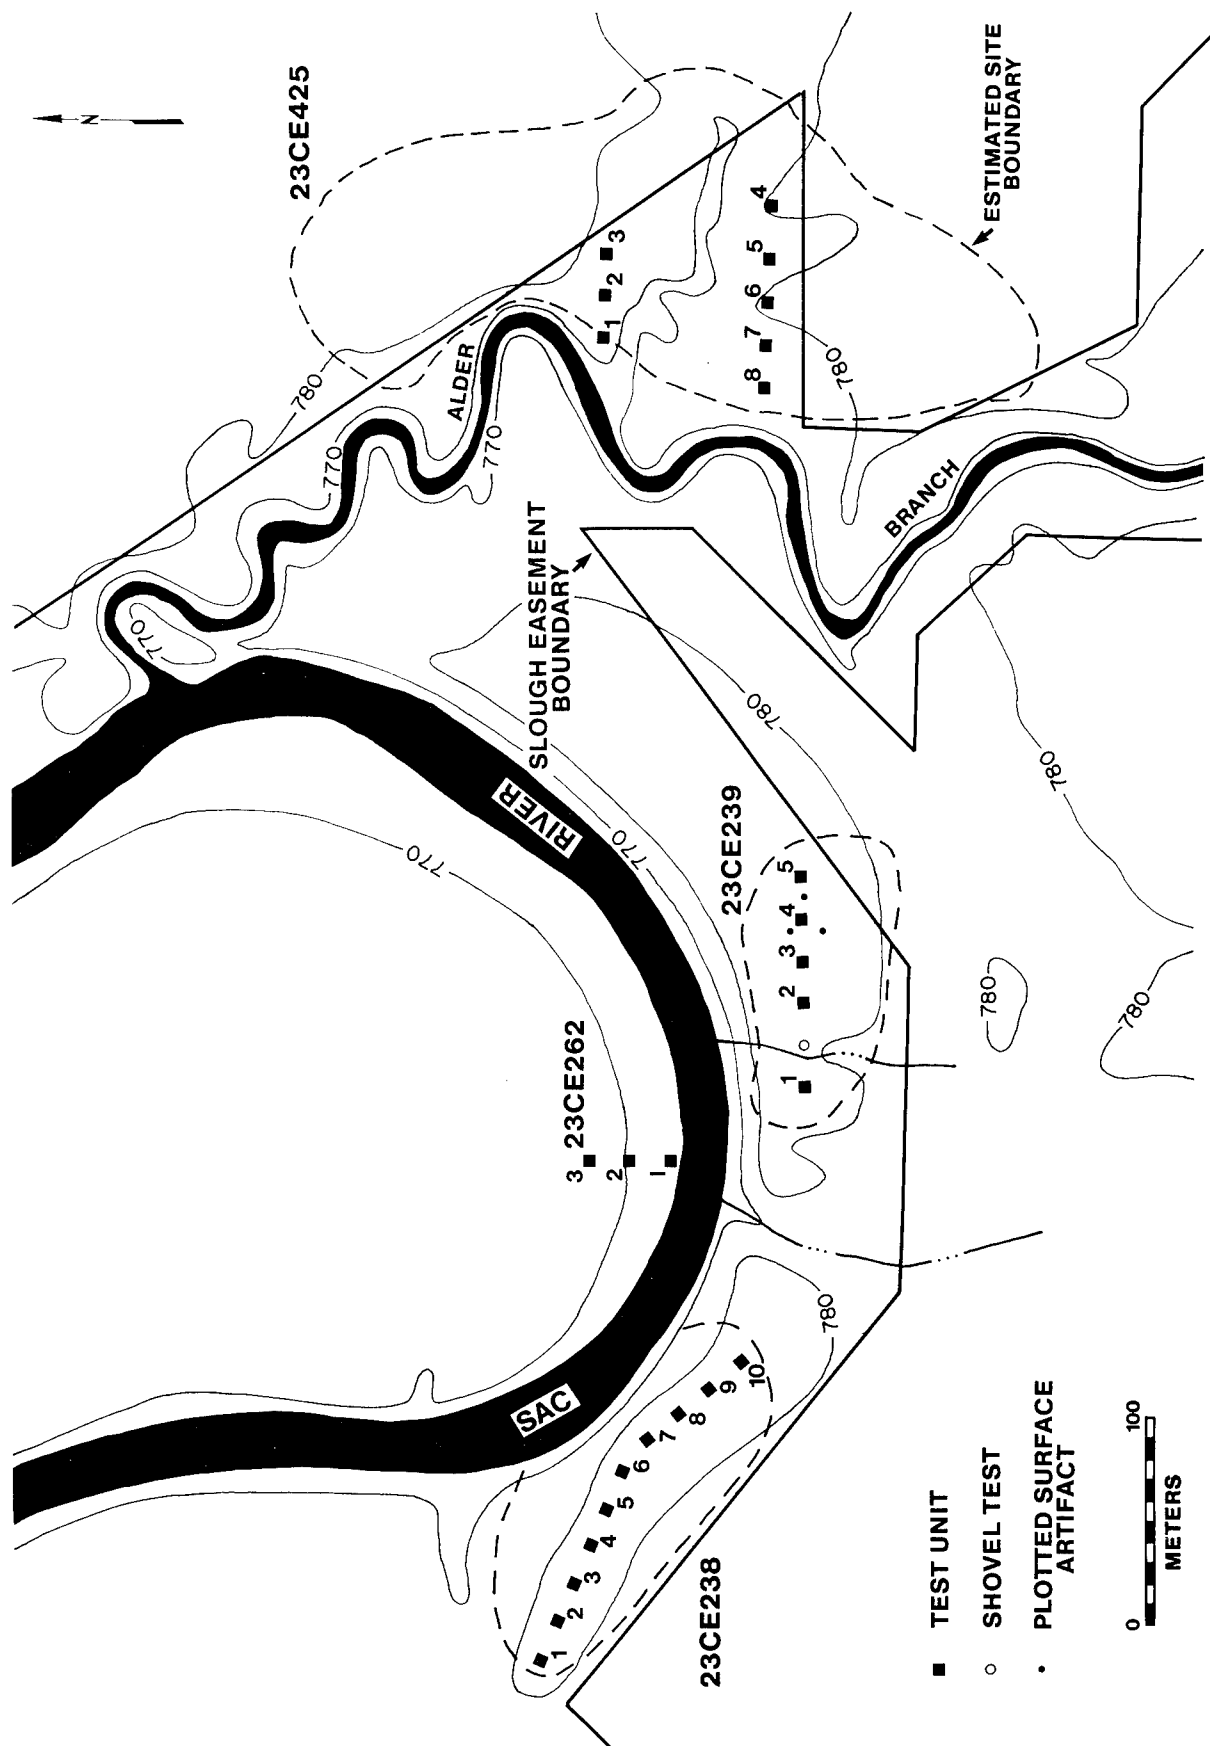 23CE425
N
780
ALDER
770
770
770
1
2
3
4
5
6
7
8
780
ESTIMATED SITE
BOUNDARY
BRANCH
SLOUGH EASEMENT
BOUNDARY
780
780
770
RIVER
770
23CE239
1
2
3
4
5
780
780
23CE262
3
2
1
SAC
780
1
2
3
4
5
6
7
8
9
10
23CE238
TEST UNIT
SHOVEL TEST
PLOTTED SURFACE
ARTIFACT
0 100
METERS